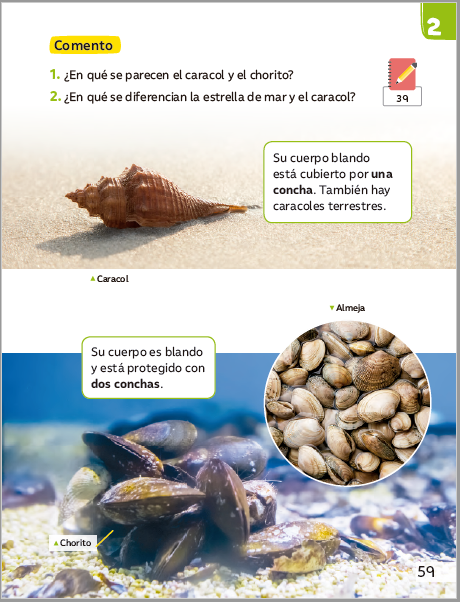 2
Comento
1. ¿En qué se parecen el caracol y el chorito?
2. ¿En qué se diferencian la estrella de mar y el caracol?
39
Su cuerpo blando
está cubierto por una
concha. También hay
caracoles terrestres.
Caracol
Almeja
Su cuerpo es blando
y está protegido con
dos conchas.
Chorito
59